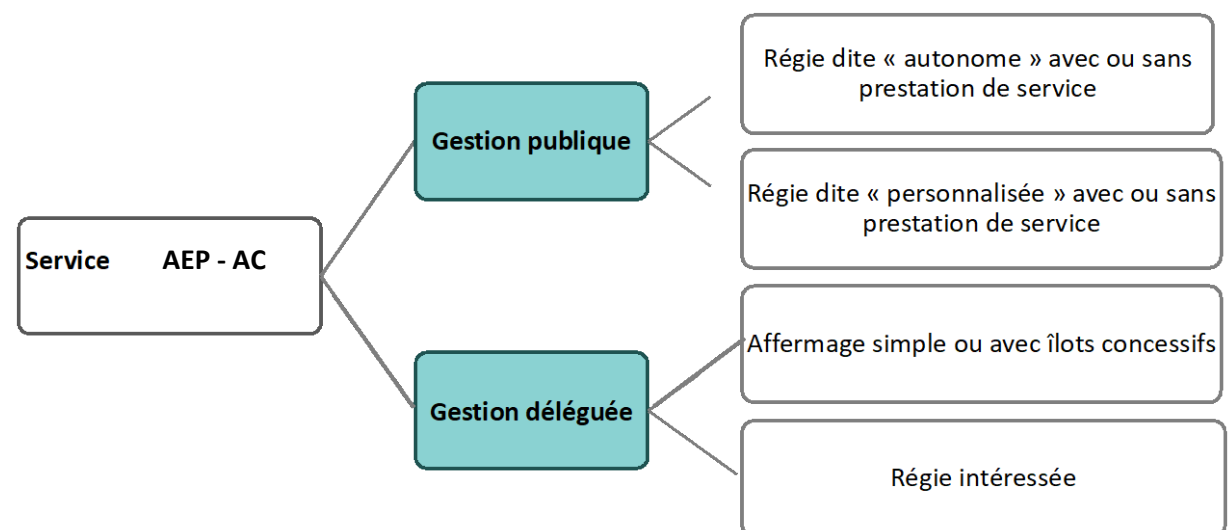 Régie dite « autonome » avec ou sans
prestation de service
Gestion publique
Régie dite « personnalisée » avec ou sans
prestation de service
Service AEP - AC
Affermage simple ou avec îlots concessifs
Gestion déléguée
Régie intéressée